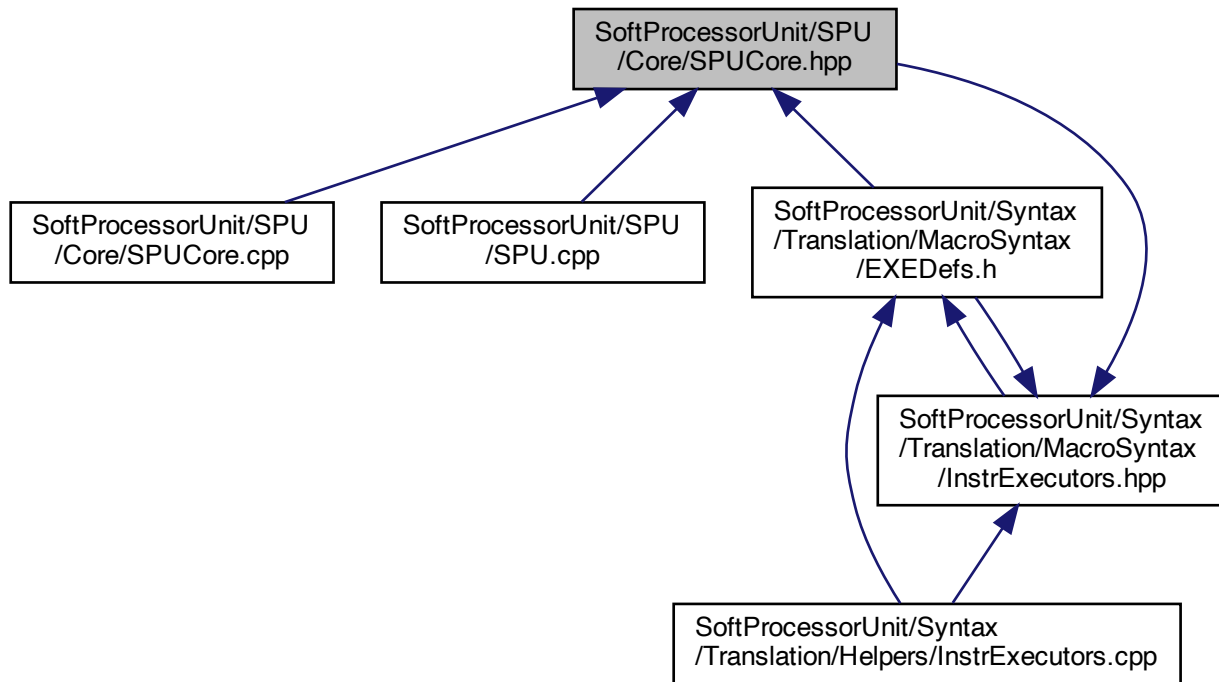 SoftProcessorUnit/SPU
/Core/SPUCore.hpp
SoftProcessorUnit/SPU
/Core/SPUCore.cpp
SoftProcessorUnit/SPU
/SPU.cpp
SoftProcessorUnit/Syntax
/Translation/MacroSyntax
/EXEDefs.h
SoftProcessorUnit/Syntax
/Translation/MacroSyntax
/InstrExecutors.hpp
SoftProcessorUnit/Syntax
/Translation/Helpers/InstrExecutors.cpp